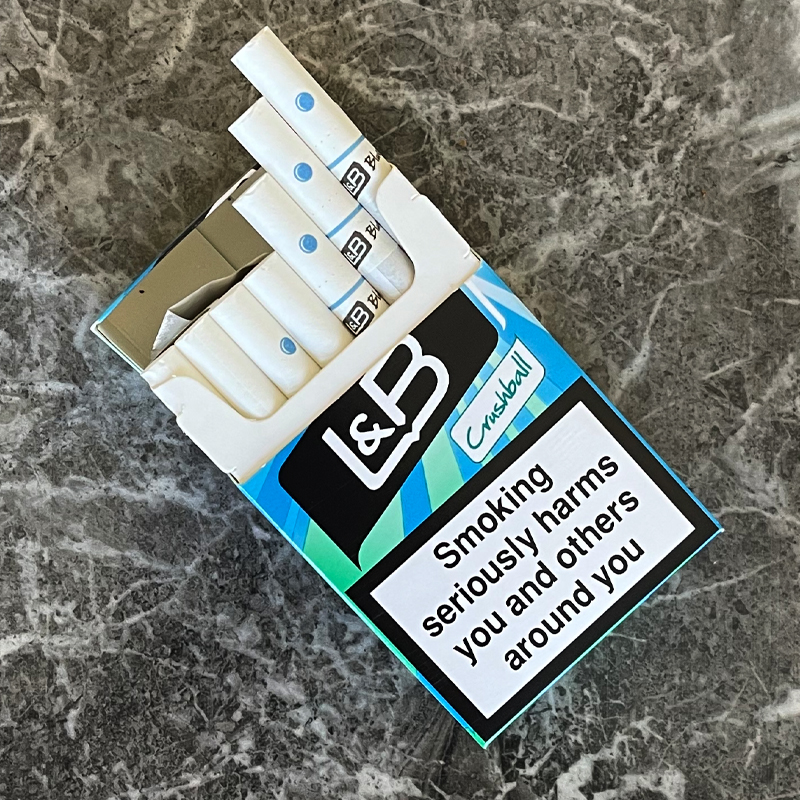 L&B
L&B
L&B
L&B
Crushball
Smoking
seriously harms
you and others
around you